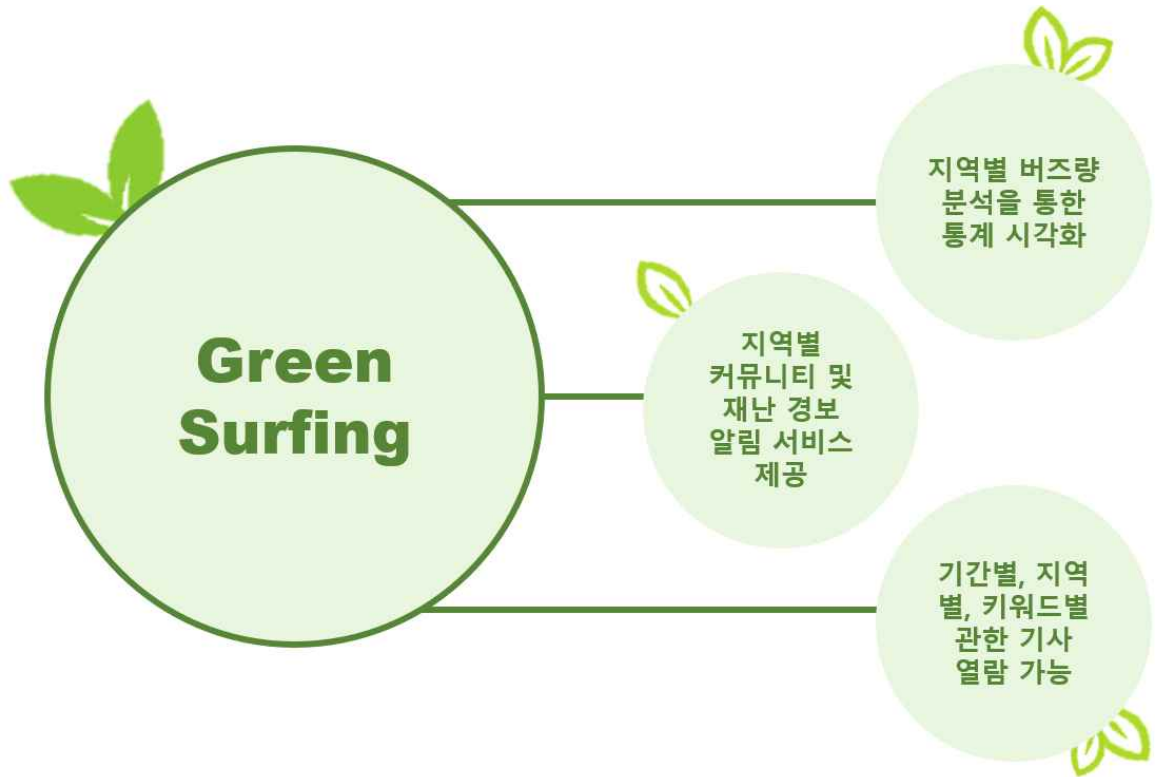 Green
Surfing
지역별 버즈량
분석을 통한
통계 시각화
지역별
커뮤니티 및
재난 경보
알림 서비스
제공
기간별, 지역
별, 키워드별
관한 기사
열람 가능